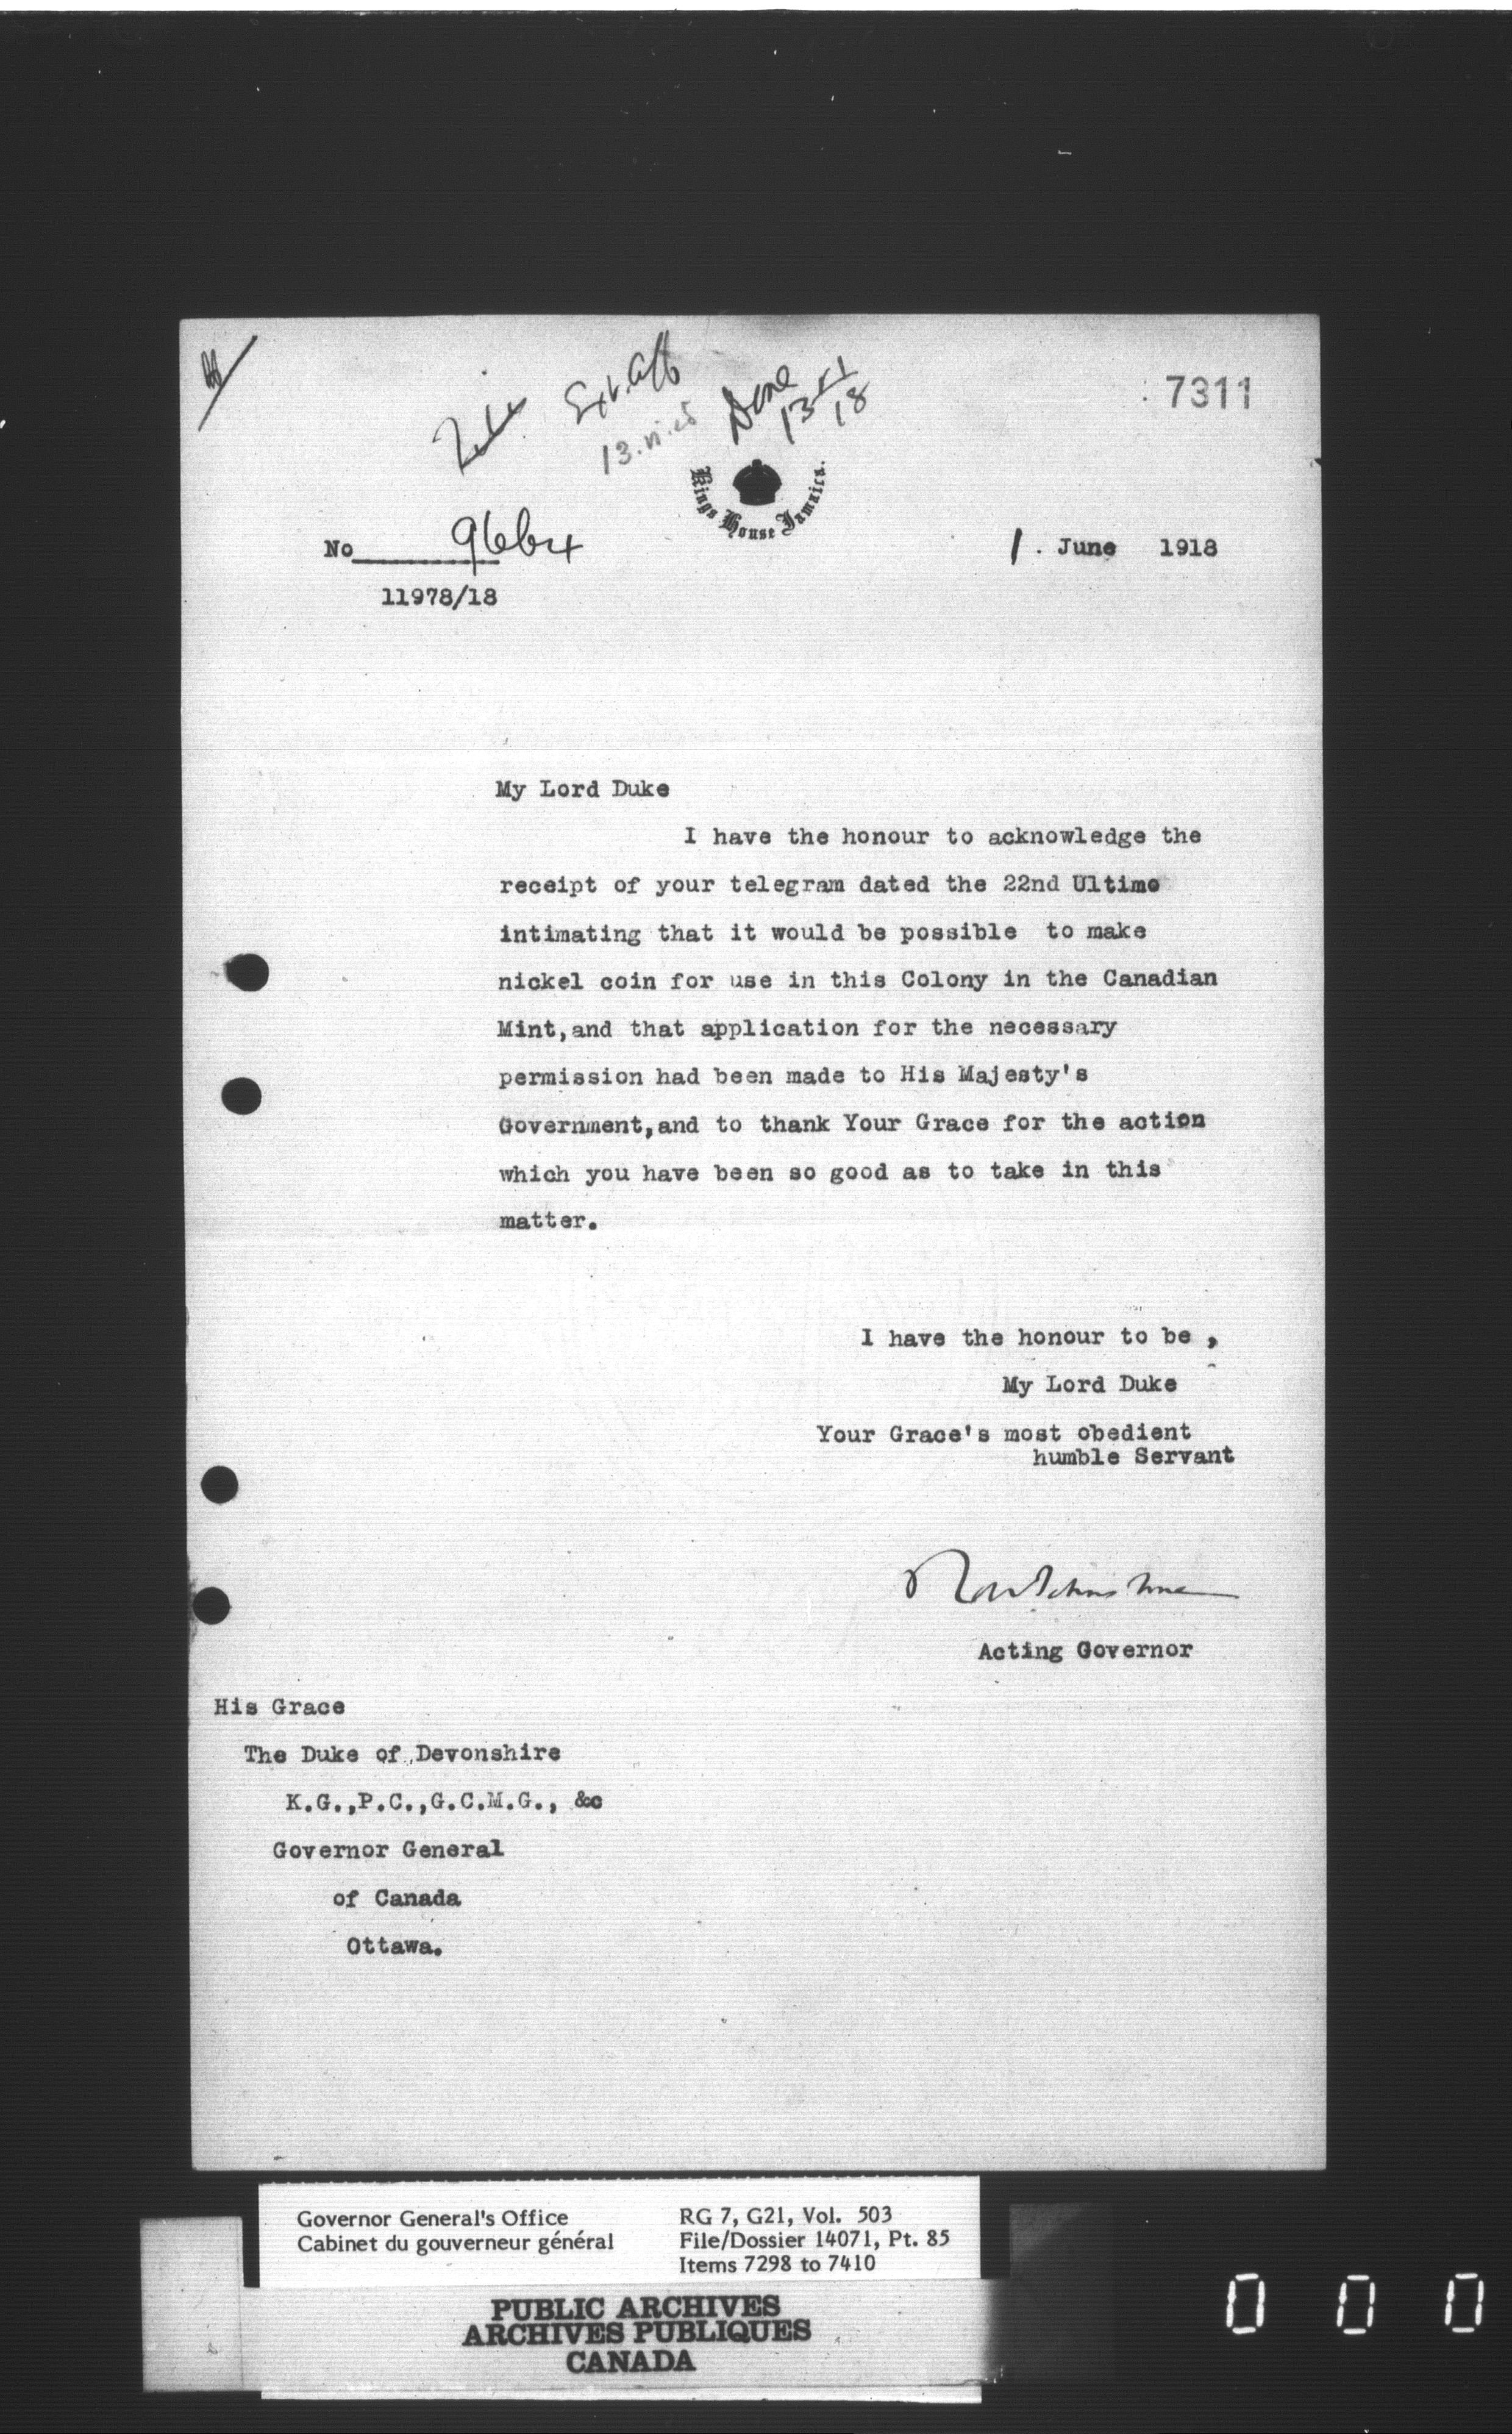 7311
Ext. Aff
Done
13
18
Kings House Jamaica.
No 9664
1. June 1918
11978/18
My Lord Duke
I have the honour to acknowledge the
receipt of your telegram dated the 22nd Ultimo
intimating that it would be possible to make
nickel coin for use in this Colony in the Canadian
Mint,and that application for the necessary
permission had been made to His Majesty's
Government,and to thank Your Grace for the action
which you have been so good as to take in this
matter.
I have the honour to be ,
My Lord Duke
Your Grace's most obedient
humble Servant
Acting Governor
His Grace
The Duke of Devonshire
K.G.,P.C.,G.C.M.G., &c
Governor General
of Canada
Ottawa.
Governor General's Office
Cabinet du gouverneur général
RG 7, G21, Vol. 503
File/Dossier 14071, Pt. 85
Items 7298 to 7410
PUBLIC ARCHIVES
ARCHIVES PUBLIQUES
CANADA
0 0 0